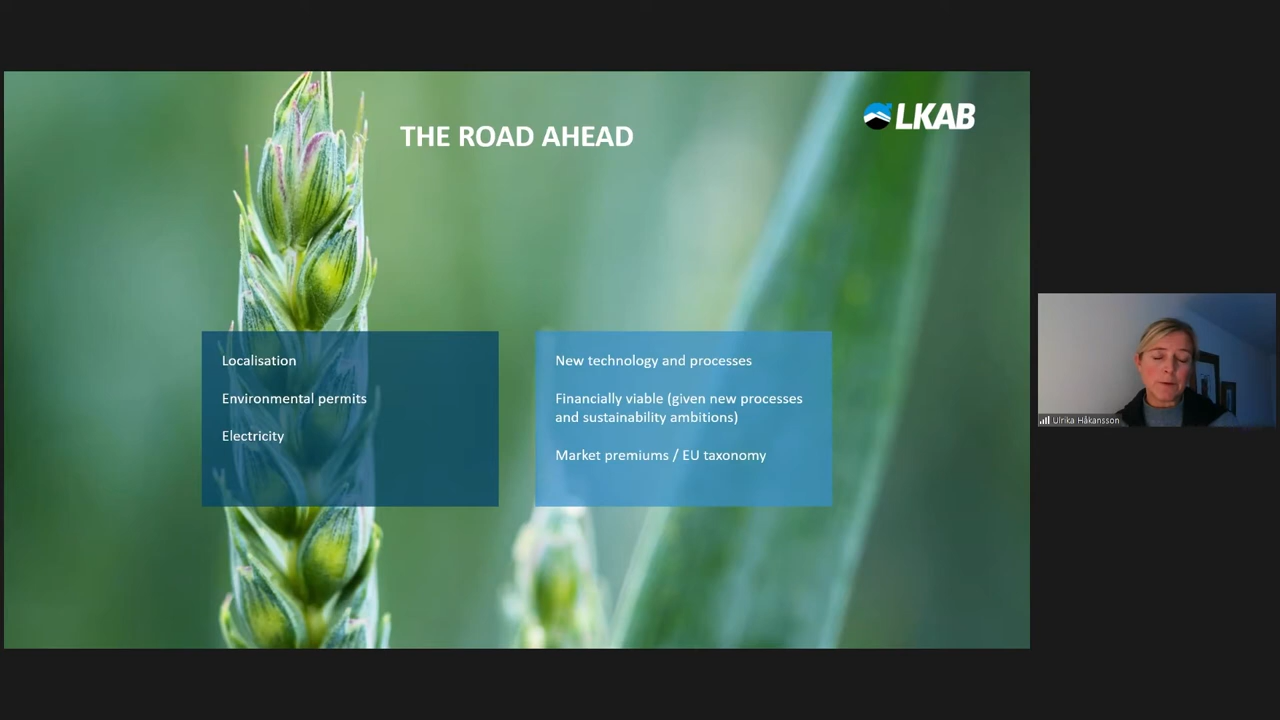 THE ROAD AHEAD
LKAB
Localisation
Environmental permits
Electricity
New technology and processes
Financially viable (given new processes
and sustainability ambitions)
Market premiums / EU taxonomy
Ulrika Håkansson